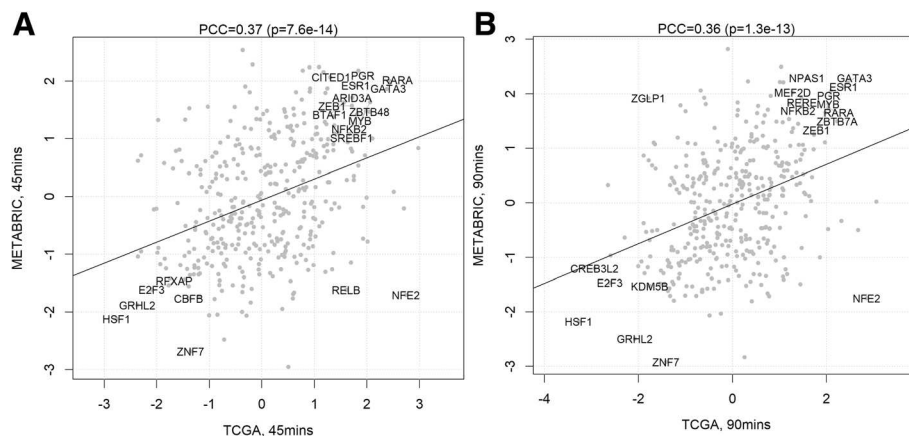 A
PCC=0.37 (p=7.6e-14)
METABRIC, 45mins
2
1
0
-1
-2
-3
CITED1 PGR
RARA
ESR1
GATA3
ARID3A
ZEB1
ZBTB48
BTAF1
MYB
NFKB2
SREBF1
RFXAP
E2F3
CBFB
RELB
NFE2
GRHL2
HSF1
ZNF7
-3 -2 -1 0 1 2 3
TCGA, 45mins
B
PCC=0.36 (p=1.3e-13)
METABRIC, 90mins
3
2
1
0
-1
-2
-3
NPAS1 GATA3
ESR1
MEF2D
PGR
ZGLP1
REREMYB
NFKB2
RARA
ZBTB7A
ZEB1
CREB3L2
E2F3
KDM5B
NFE2
HSF1
GRHL2
ZNF7
-4 -2 0 2
TCGA, 90mins